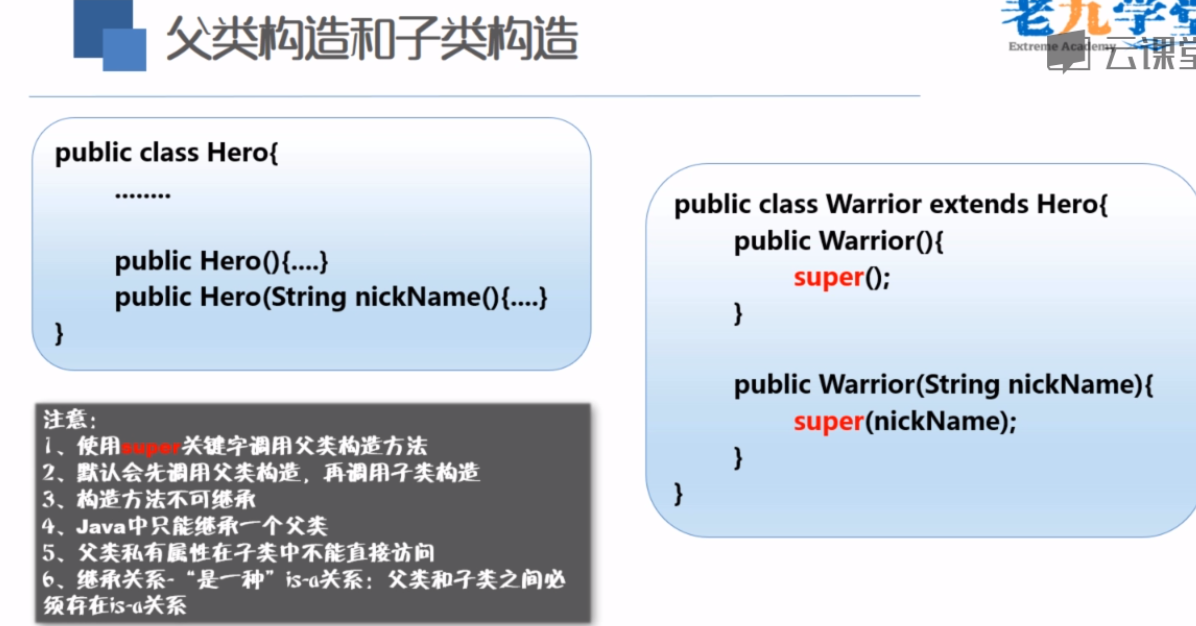 父类构造和子类构造
老九学堂
Extreme Academy
云课堂
public class Hero{
........
public Hero(){....}
public Hero(String nickName(){....}
}
public class Warrior extends Hero{
public Warrior(){
super();
}
public Warrior(String nickName){
super(nickName);
}
}
注意：
1、使用super关键字调用父类构造方法
2、默认会先调用父类构造，再调用子类构造
3、构造方法不可继承
4、Java中只能继承一个父类
5、父类私有属性在子类中不能直接访问
6、继承关系-“是一种”is-a关系：父类和子类之间必
须存在is-a关系